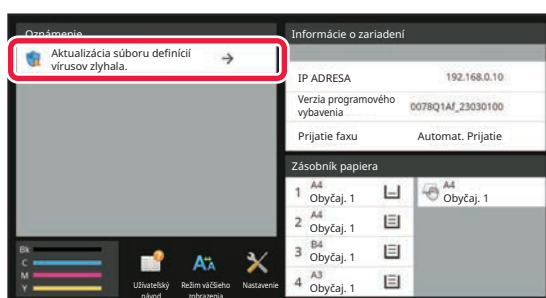 Oznámenie
Aktualizácia súboru definícií
vírusov zlyhala.
Informácie o zariadení
IP ADRESA 192.168.0.10
Verzia programového
vybavenia
0078Q1Af_23030100
Prijatie faxu Automat. Prijatie
Zásobník papiera
1 A4
Obyčaj. 1
A4
Obyčaj. 1
2 A4
Obyčaj. 1
3 B4
Obyčaj. 1
4 A3
Obyčaj. 1
Bk
C
M
Y
Užívateľský
návod
Režim väčšieho
zobrazenia
Nastavenie